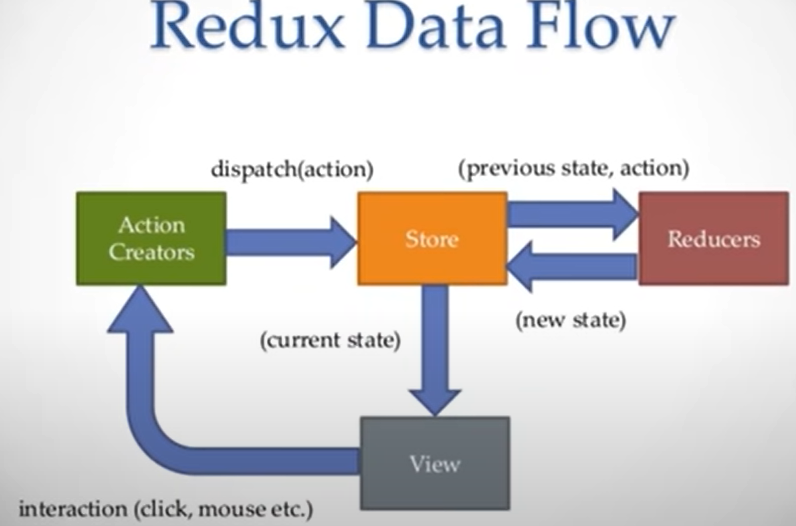 Redux Data Flow
dispatch(action)
(previous state, action)
Action
Creators
Store
Reducers
(new state)
(current state)
View
interaction (click, mouse etc.)